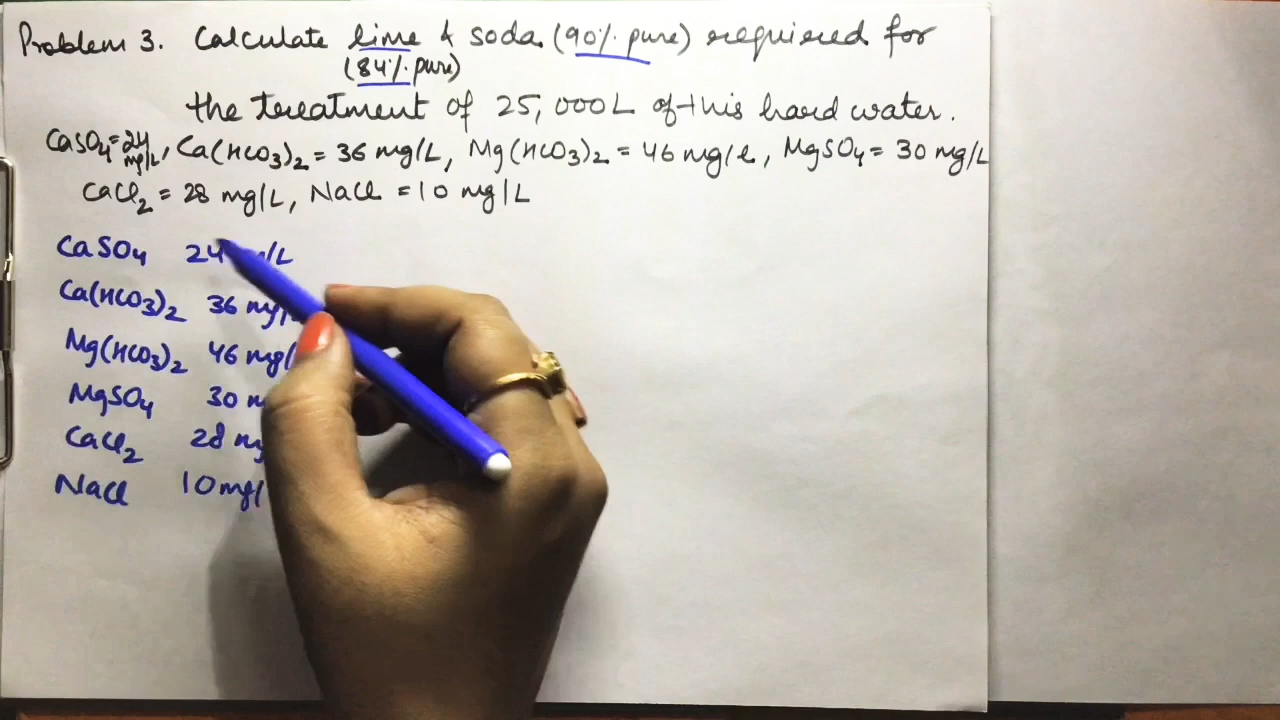 Problem 3. Calculate lime & soda (90% pure) required for
(84% pure)
the treatment of 25,000L of this hard water.
CaSO4 = 24 mg/L, Ca(HCO3)2 = 36 mg/L, Mg(HCO3)2 = 46 mg/l, MgSO4 = 30 mg/L
CaCl2 = 28 mg/L, NaCl = 10 mg/L
CaSO4 24 /L
Ca(HCO3)2 36 mg/
Mg(HCO3)2 46 mg/
MgSO4 30 m
CaCl2 28 mg
NaCl 10 mg/